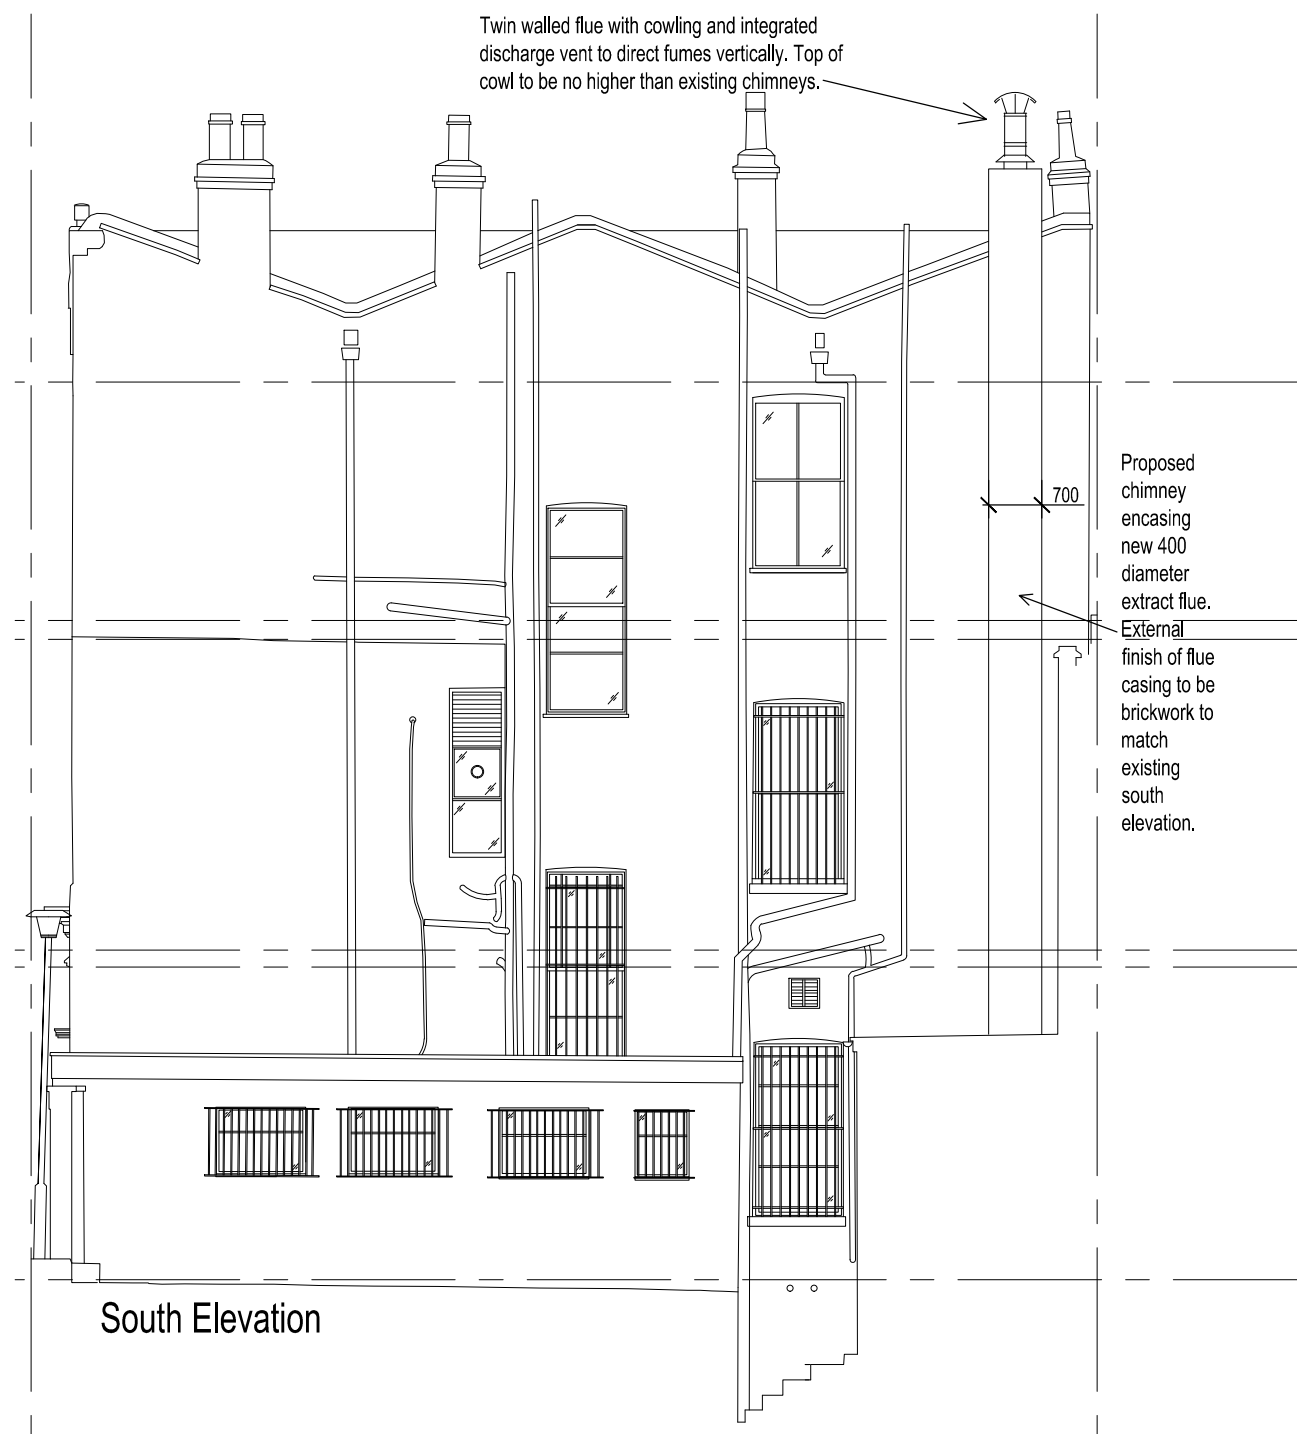 Twin walled flue with cowling and integrated
discharge vent to direct fumes vertically. Top of
cowl to be no higher than existing chimneys.
700
Proposed
chimney
encasing
new 400
diameter
extract flue.
External
finish of flue
casing to be
brickwork to
match
existing
south
elevation.
South Elevation